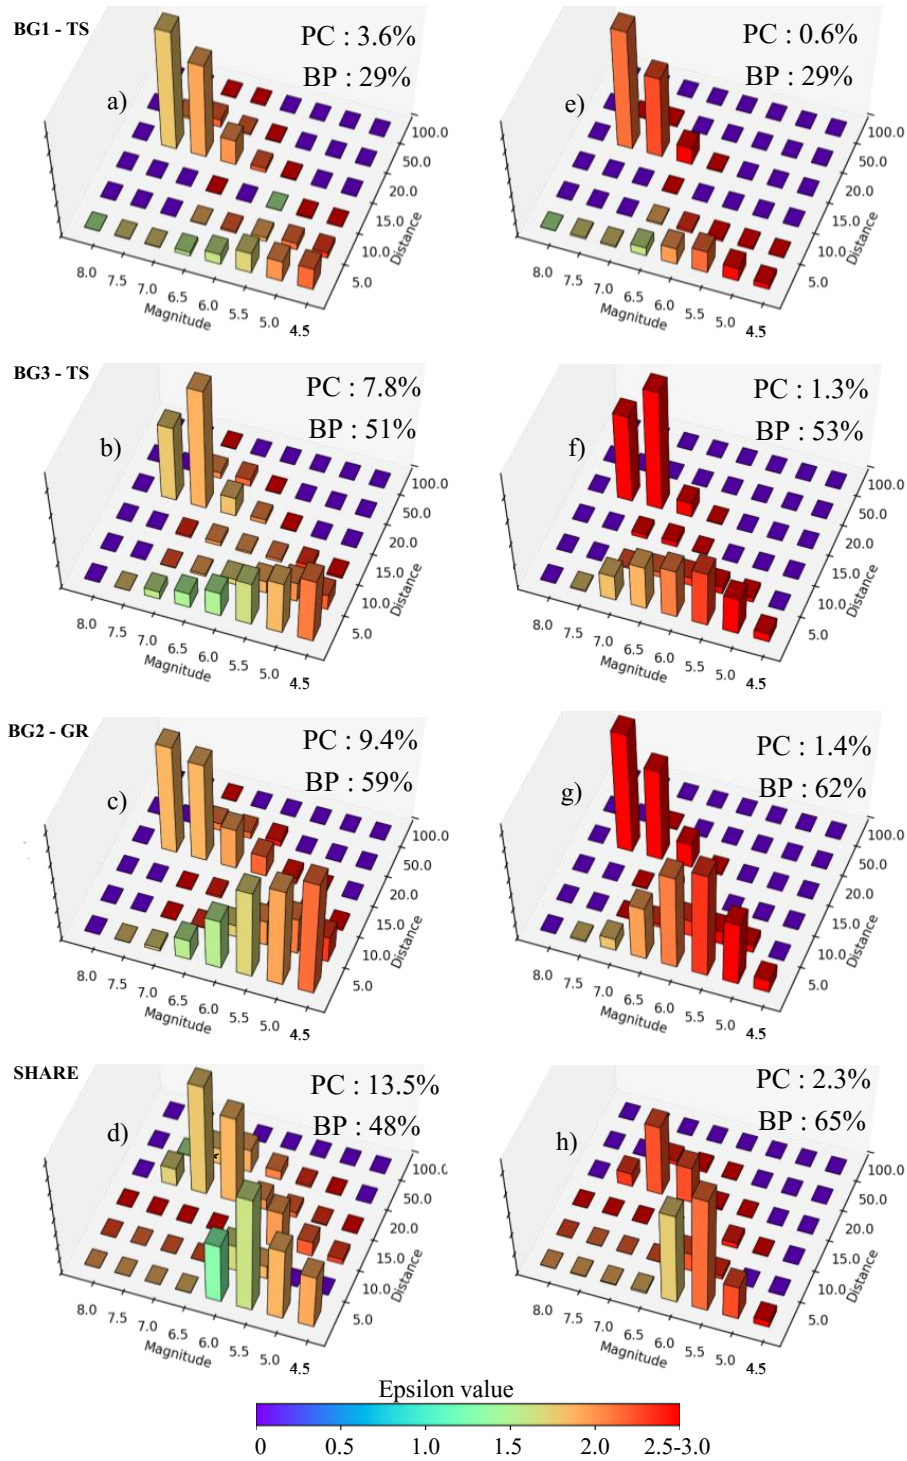 BG1 - TS
PC : 3.6%
BP : 29%
a)
100.0
50.0
20.0
15.0
10.0
5.0
Distance
8.0
7.5
7.0
6.5
6.0
5.5
5.0
4.5
Magnitude
PC : 0.6%
BP : 29%
e)
100.0
50.0
20.0
15.0
10.0
5.0
Distance
8.0
7.5
7.0
6.5
6.0
5.5
5.0
4.5
Magnitude
BG3 - TS
PC : 7.8%
BP : 51%
b)
100.0
50.0
20.0
15.0
10.0
5.0
Distance
8.0
7.5
7.0
6.5
6.0
5.5
5.0
4.5
Magnitude
PC : 1.3%
BP : 53%
f)
100.0
50.0
20.0
15.0
10.0
5.0
Distance
8.0
7.5
7.0
6.5
6.0
5.5
5.0
4.5
Magnitude
BG2 - GR
PC : 9.4%
BP : 59%
c)
100.0
50.0
20.0
15.0
10.0
5.0
Distance
8.0
7.5
7.0
6.5
6.0
5.5
5.0
4.5
Magnitude
PC : 1.4%
BP : 62%
g)
100.0
50.0
20.0
15.0
10.0
5.0
Distance
8.0
7.5
7.0
6.5
6.0
5.5
5.0
4.5
Magnitude
SHARE
PC : 13.5%
BP : 48%
d)
100.0
50.0
20.0
15.0
10.0
5.0
Distance
8.0
7.5
7.0
6.5
6.0
5.5
5.0
4.5
Magnitude
PC : 2.3%
BP : 65%
h)
100.0
50.0
20.0
15.0
10.0
5.0
Distance
8.0
7.5
7.0
6.5
6.0
5.5
5.0
4.5
Magnitude
Epsilon value
0 0.5 1.0 1.5 2.0 2.5-3.0